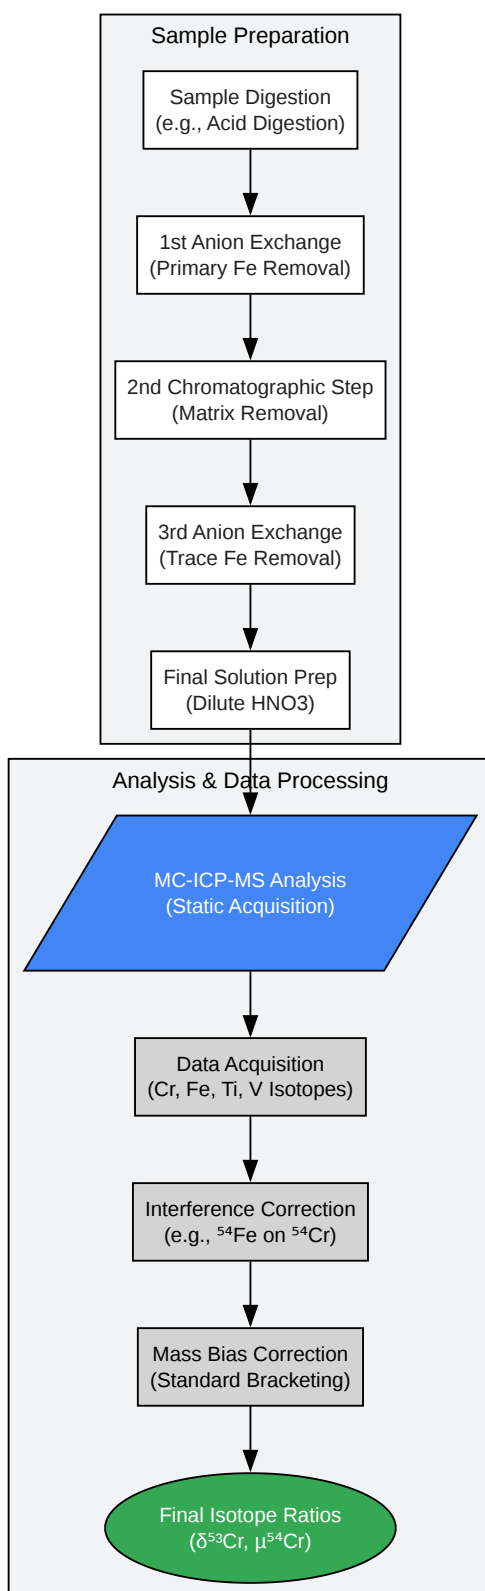 Sample Preparation
Sample Digestion
(e.g., Acid Digestion)
1st Anion Exchange
(Primary Fe Removal)
2nd Chromatographic Step
(Matrix Removal)
3rd Anion Exchange
(Trace Fe Removal)
Final Solution Prep
(Dilute HNO3)
Analysis & Data Processing
MC-ICP-MS Analysis
(Static Acquisition)
Data Acquisition
(Cr, Fe, Ti, V Isotopes)
Interference Correction
(e.g., ⁵⁴Fe on ⁵⁴Cr)
Mass Bias Correction
(Standard Bracketing)
Final Isotope Ratios
(δ⁵³Cr, μ⁵⁴Cr)